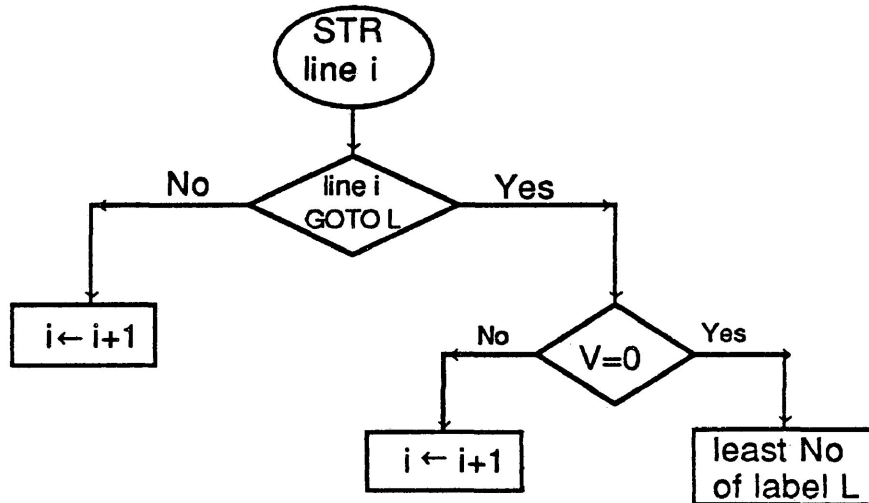 STR
line i
No
line i
GOTO L
Yes
i ← i+1
No
V=0
Yes
i ← i+1
least No
of label L